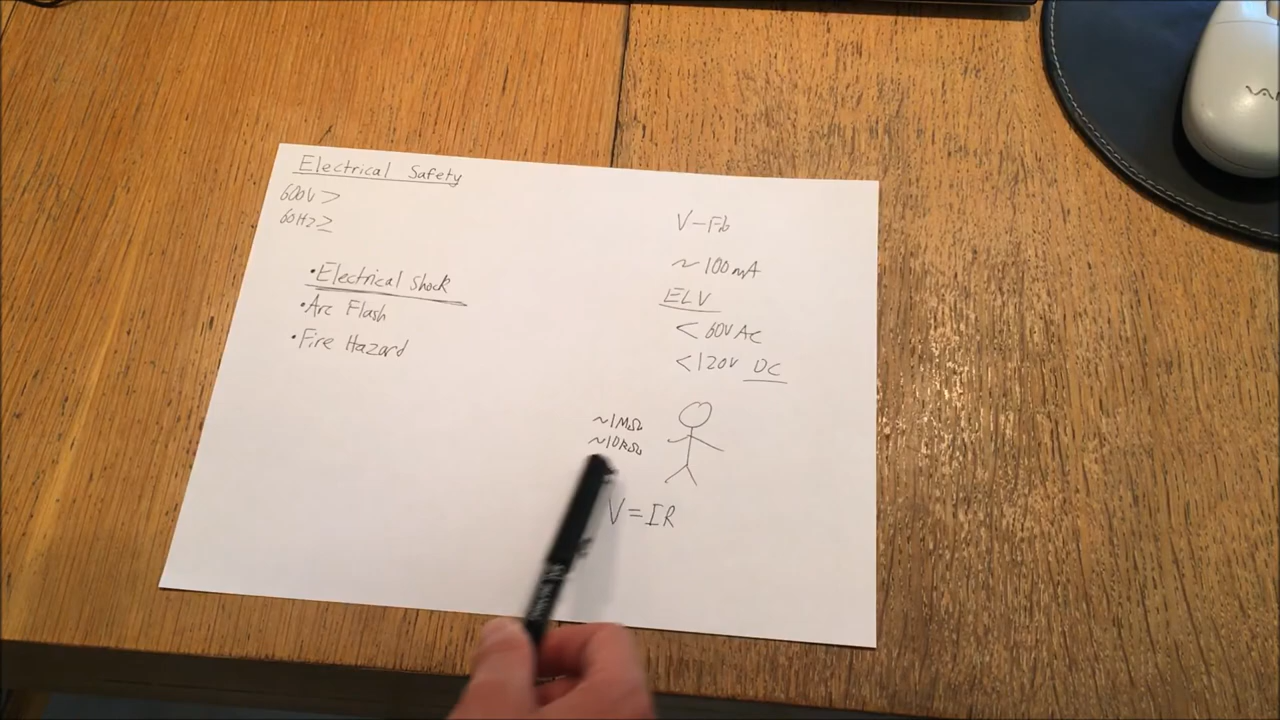 Electrical Safety
600V >
60Hz ≥
•Electrical Shock
•Arc Flash
•Fire Hazard
V-Fib
~ 100mA
ELV
< 60V AC
<120V DC
~1MΩ
~10kΩ
V=IR